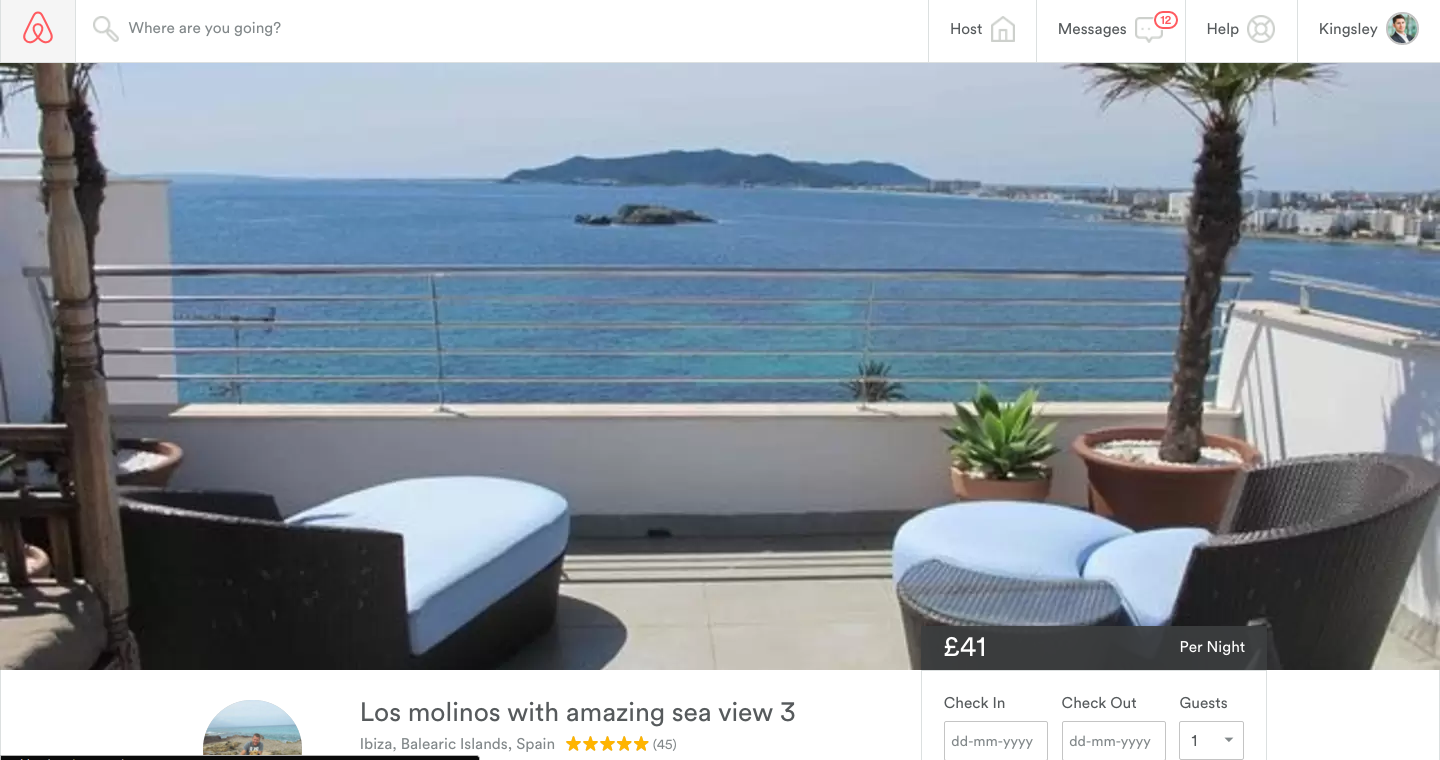 Where are you going?
Host
Messages
12
Help
Kingsley
£41
Per Night
Los molinos with amazing sea view 3
Ibiza, Balearic Islands, Spain (45)
Check In
Check Out
Guests
dd-mm-yyyy
dd-mm-yyyy
1